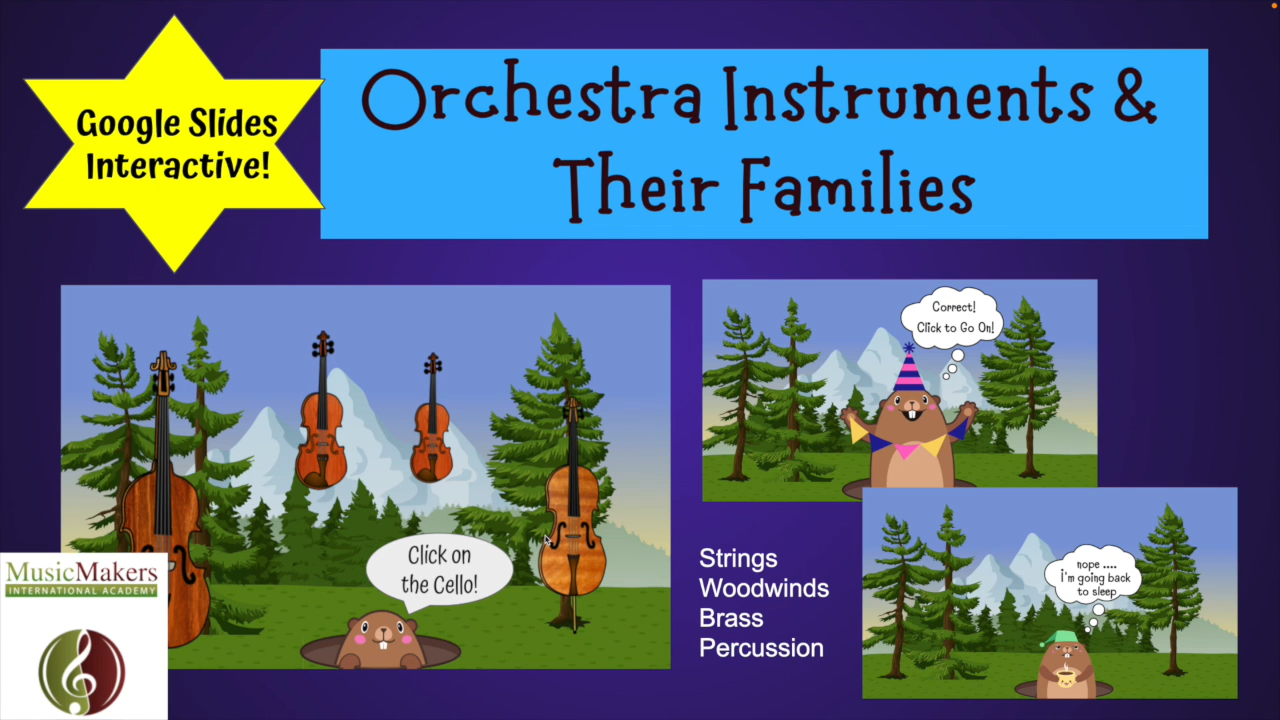 Google Slides
Interactive!
Orchestra Instruments &
Their Families
Click on
the Cello!
Correct!
Click to Go On!
nope ....
i'm going back
to sleep
Strings
Woodwinds
Brass
Percussion
MusicMakers
INTERNATIONAL ACADEMY